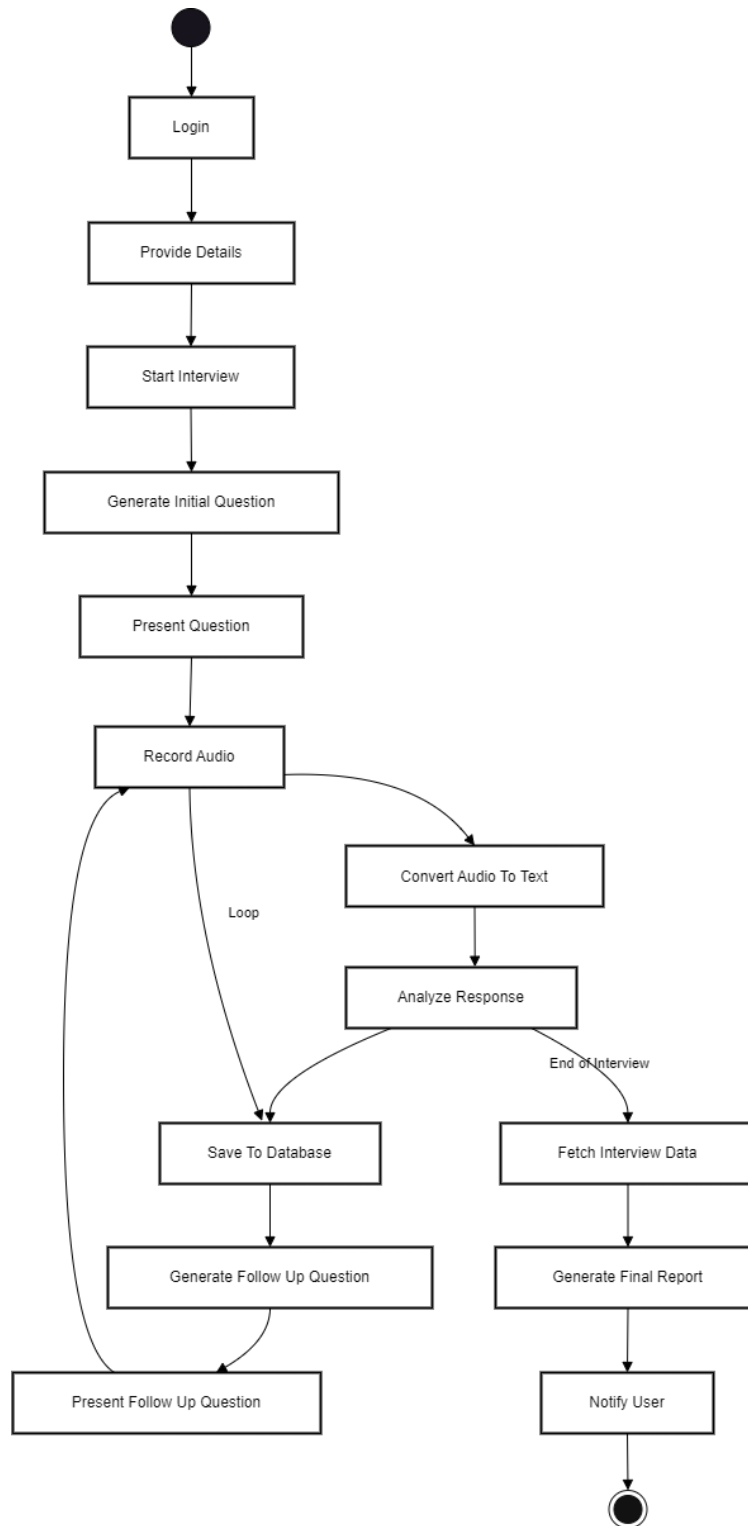 Login
Provide Details
Start Interview
Generate Initial Question
Present Question
Record Audio
Convert Audio To Text
Loop
Analyze Response
End of Interview
Save To Database
Fetch Interview Data
Generate Follow Up Question
Generate Final Report
Present Follow Up Question
Notify User